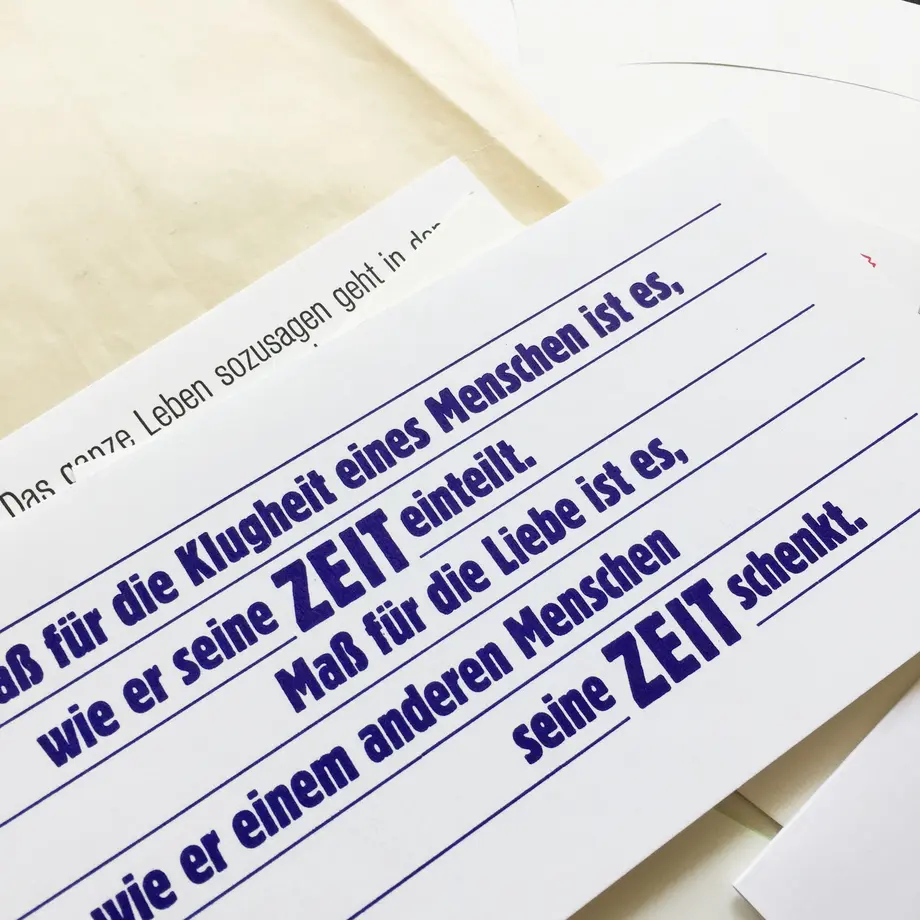 Das ganze Leben sozusagen geht in der
aß für die Klugheit eines Menschen ist es,
wie er seine ZEIT einteilt.
Maß für die Liebe ist es,
wie er einem anderen Menschen
seine ZEIT schenkt.